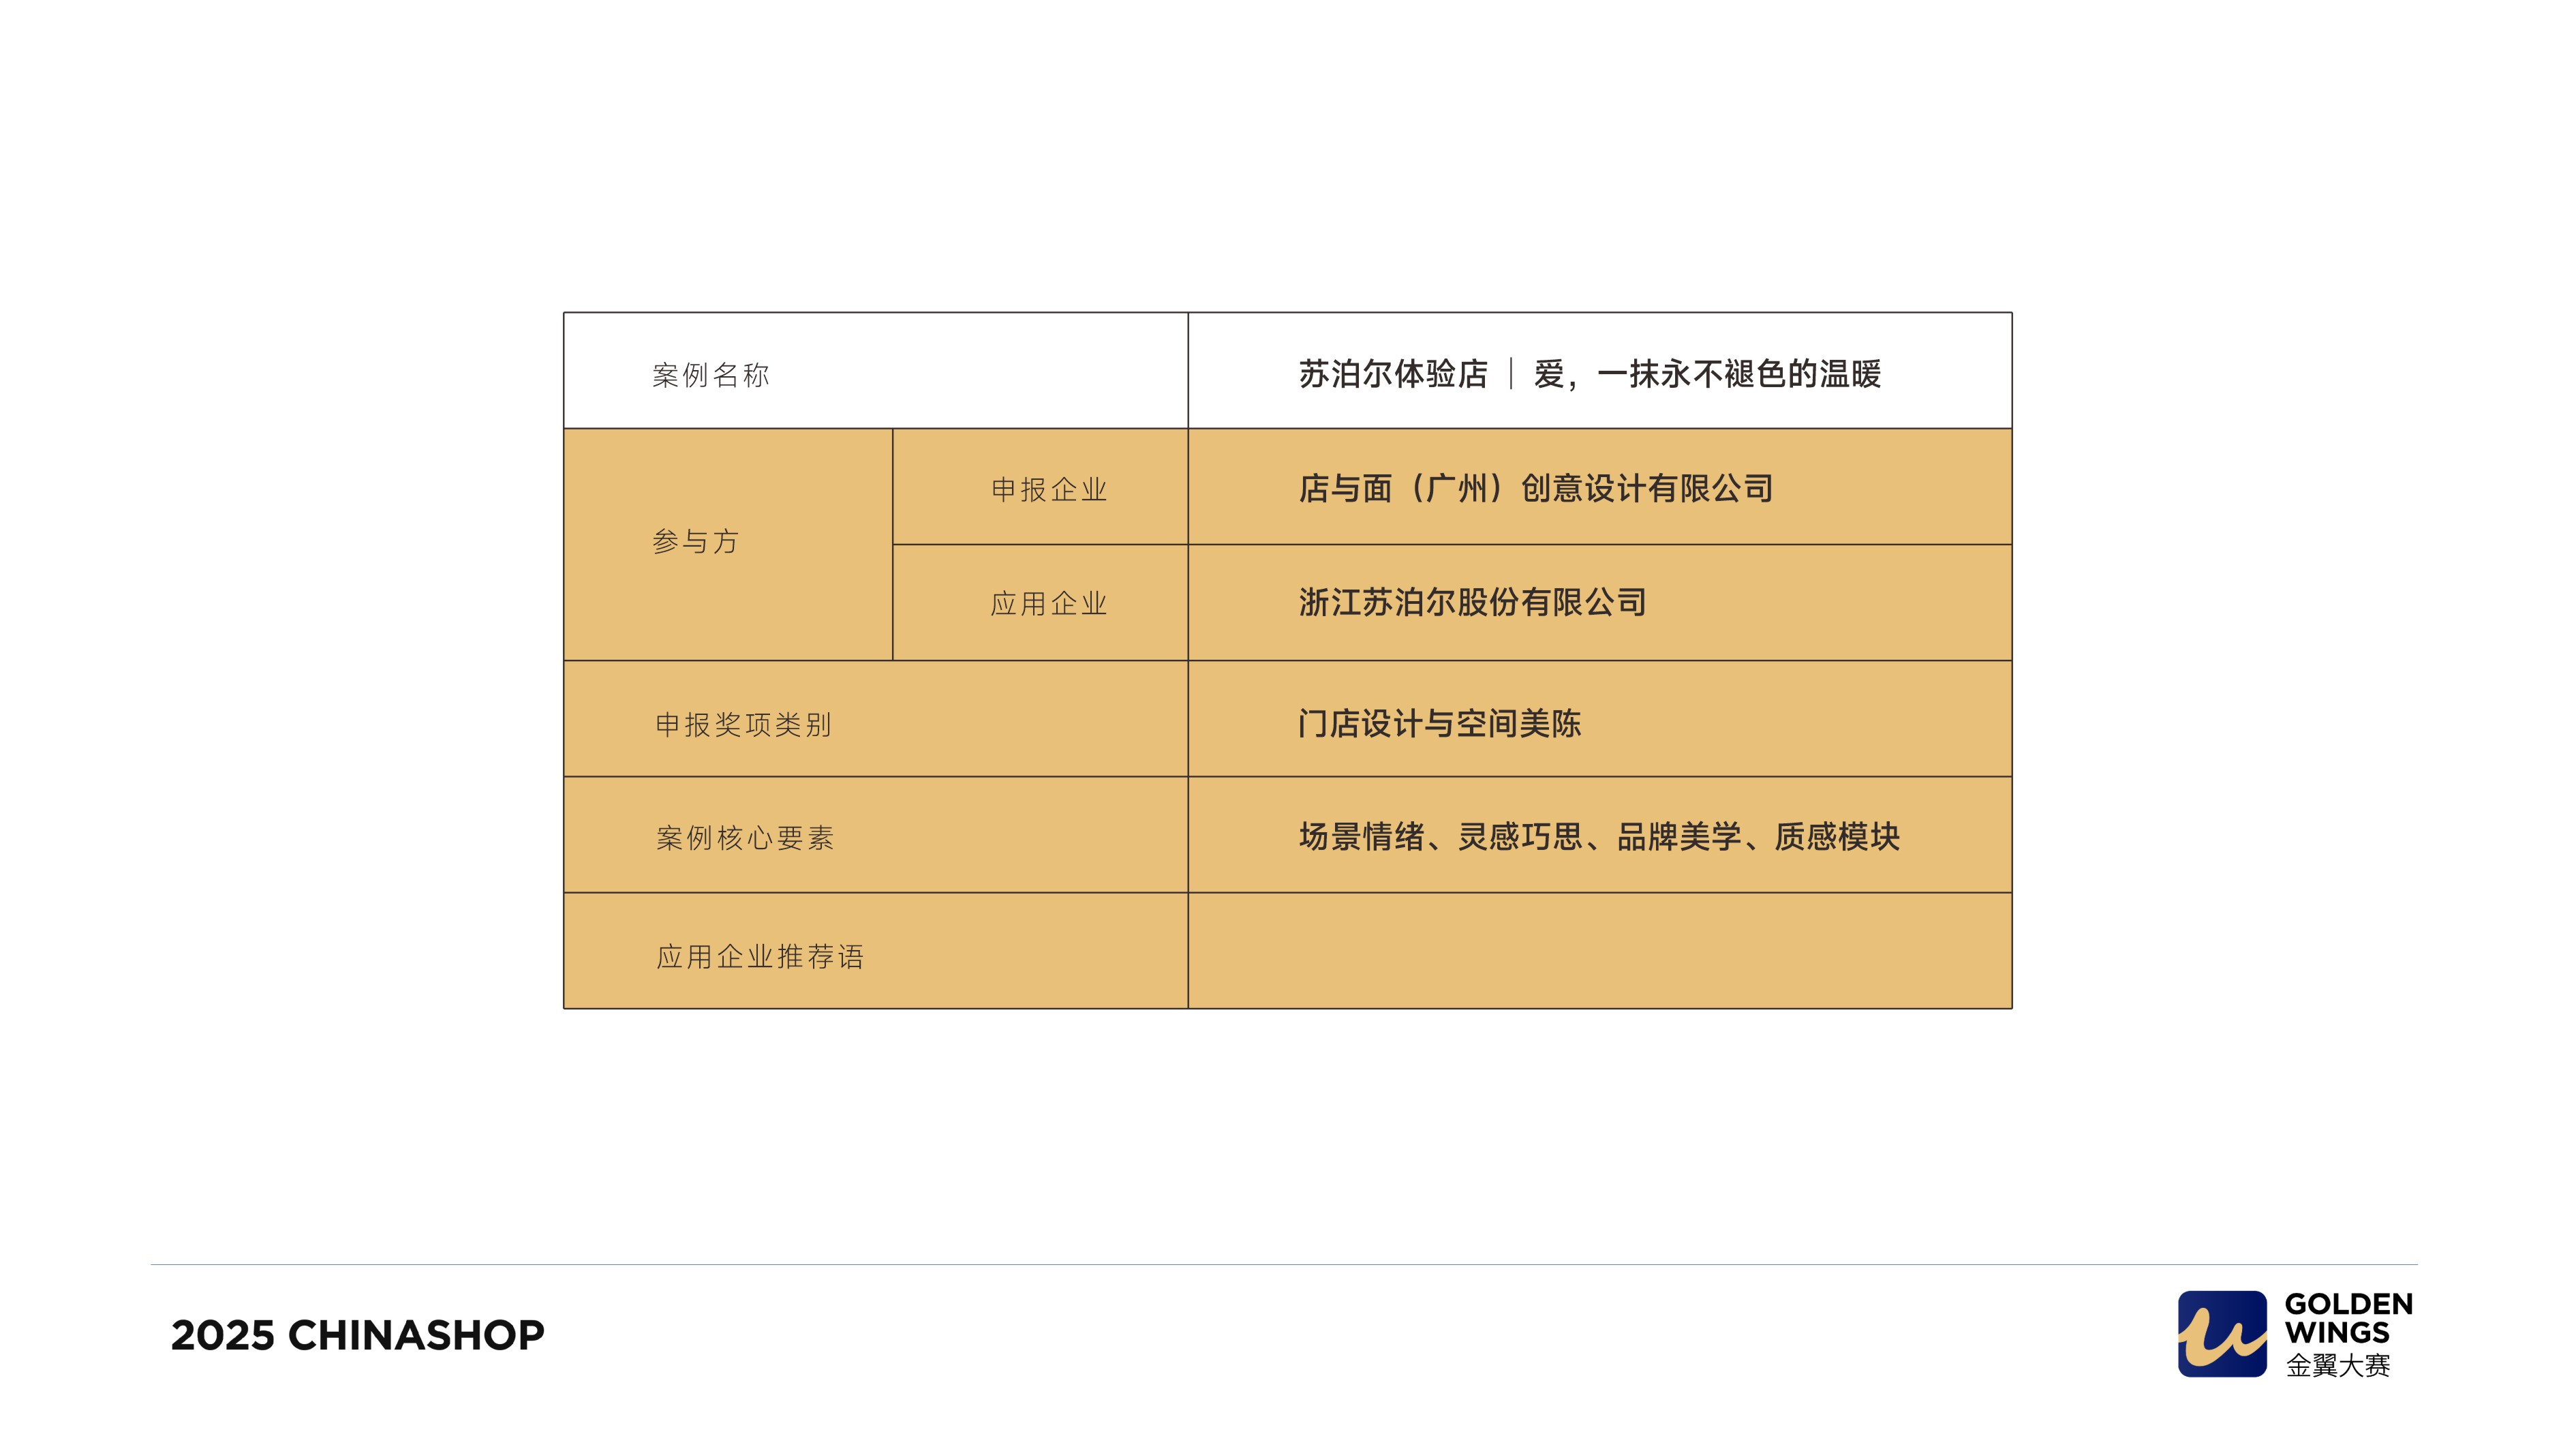 案例名称
苏泊尔体验店｜爱，一抹永不褪色的温暖
参与方
申报企业
店与面（广州）创意设计有限公司
应用企业
浙江苏泊尔股份有限公司
申报奖项类别
门店设计与空间美陈
案例核心要素
场景情绪、灵感巧思、品牌美学、质感模块
应用企业推荐语
2025 CHINASHOP
GOLDEN
WINGS
金翼大赛